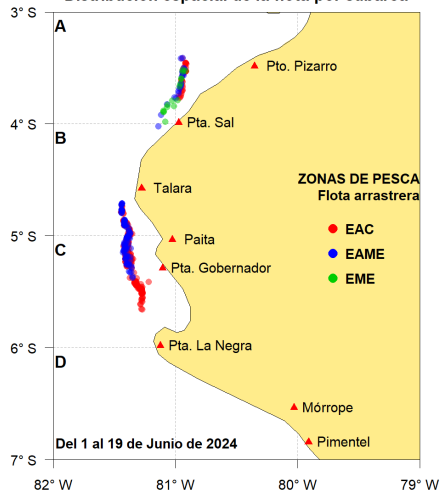 Distribución espacial de la flota por subárea
3° S
A
Pto. Pizarro
Pta. Sal
4° S
B
ZONAS DE PESCA
Flota arrastrera
Talara
EAC
5° S
Paita
C
EAME
Pta. Gobernador
EME
6° S
Pta. La Negra
D
Mórrope
Del 1 al 19 de Junio de 2024
Pimentel
7° S
82° W
81° W
80° W
79° W